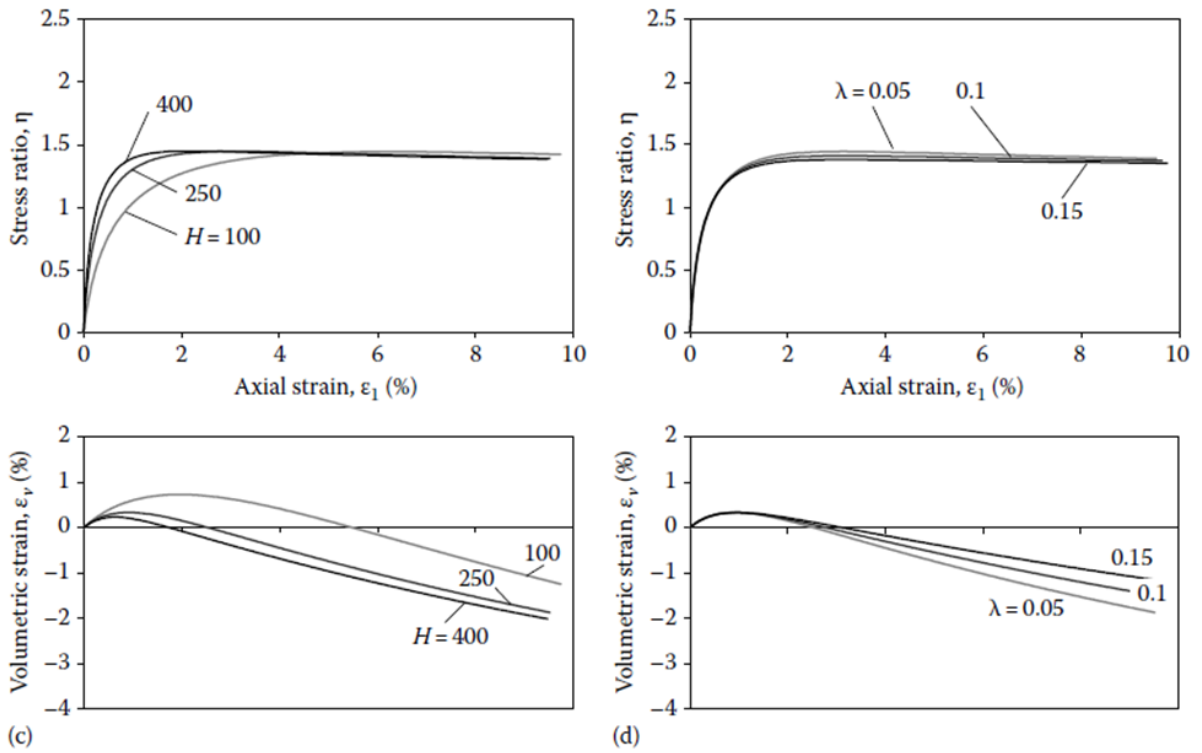 2.5
2
1.5
1
0.5
0
Stress ratio, η
400
250
H = 100
0 2 4 6 8 10
Axial strain, ε1 (%)
2.5
2
1.5
1
0.5
0
Stress ratio, η
λ = 0.05
0.1
0.15
0 2 4 6 8 10
Axial strain, ε1 (%)
2
1
0
−1
−2
−3
−4
Volumetric strain, εv (%)
100
250
H = 400
(c)
2
1
0
−1
−2
−3
−4
Volumetric strain, εv (%)
0.15
0.1
λ = 0.05
(d)